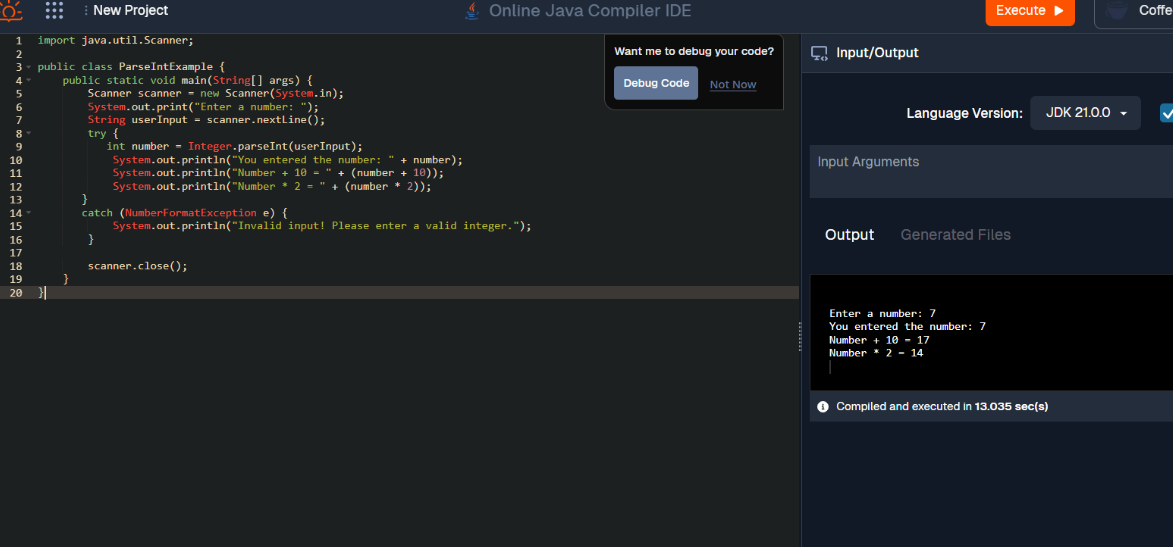 New Project
Online Java Compiler IDE
Execute
Coffe
1 import java.util.Scanner;
2
3 public class ParseIntExample {
4 public static void main(String[] args) {
5 Scanner scanner = new Scanner(System.in);
6 System.out.print("Enter a number: ");
7 String userInput = scanner.nextLine();
8 try {
9 int number = Integer.parseInt(userInput);
10 System.out.println("You entered the number: " + number);
11 System.out.println("Number + 10 = " + (number + 10));
12 System.out.println("Number * 2 = " + (number * 2));
13 }
14 catch (NumberFormatException e) {
15 System.out.println("Invalid input! Please enter a valid integer.");
16 }
17
18 scanner.close();
19 }
20 }
Want me to debug your code?
Debug Code Not Now
Input/Output
Language Version: JDK 21.0.0
Input Arguments
Output Generated Files
Enter a number: 7
You entered the number: 7
Number + 10 = 17
Number * 2 = 14
Compiled and executed in 13.035 sec(s)